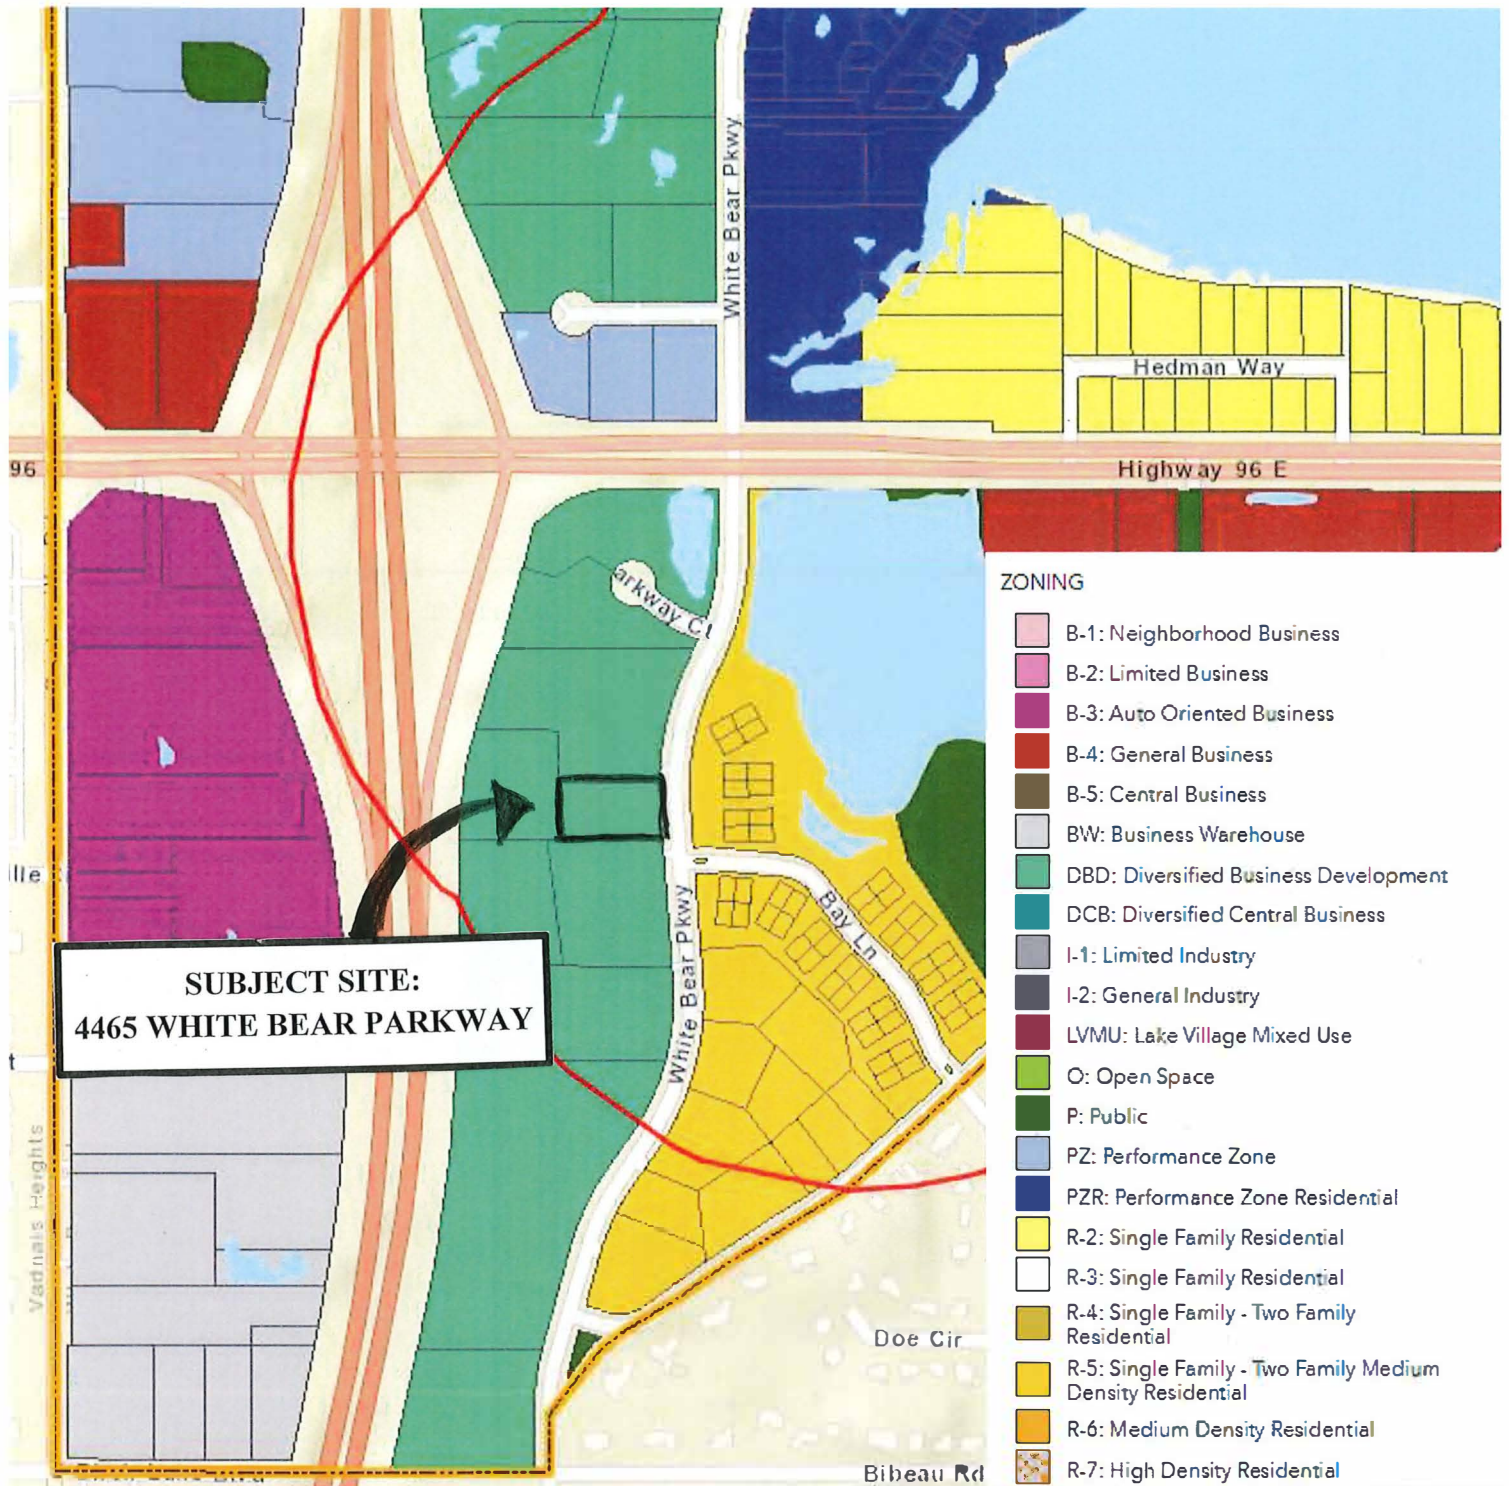 White Bear Pkwy
Hedman Way
96
Highway 96 E
arkway Ct
ille
Bay Ln
White Bear Pkwy
SUBJECT SITE:
4465 WHITE BEAR PARKWAY
t
Vadnais Heights
Doe Cir
Bibeau Rd
ZONING
B-1: Neighborhood Business
B-2: Limited Business
B-3: Auto Oriented Business
B-4: General Business
B-5: Central Business
BW: Business Warehouse
DBD: Diversified Business Development
DCB: Diversified Central Business
I-1: Limited Industry
I-2: General Industry
LVMU: Lake Village Mixed Use
O: Open Space
P: Public
PZ: Performance Zone
PZR: Performance Zone Residential
R-2: Single Family Residential
R-3: Single Family Residential
R-4: Single Family - Two Family
Residential
R-5: Single Family - Two Family Medium
Density Residential
R-6: Medium Density Residential
R-7: High Density Residential